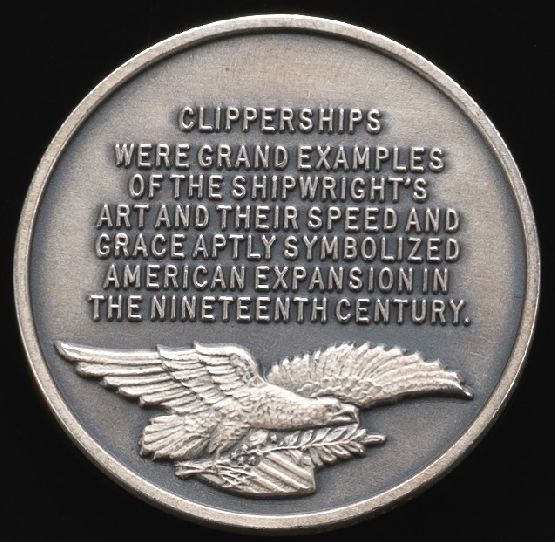 CLIPPERSHIPS
WERE GRAND EXAMPLES
OF THE SHIPWRIGHT'S
ART AND THEIR SPEED AND
GRACE APTLY SYMBOLIZED
AMERICAN EXPANSION IN
THE NINETEENTH CENTURY.